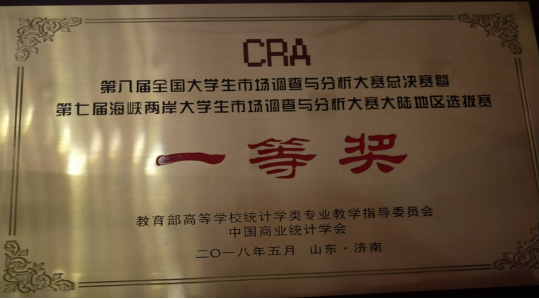 CRA
第八届全国大学生市场调查与分析大赛总决赛暨
第七届海峡两岸大学生市场调查与分析大赛大陆地区选拔赛
一等奖
教育部高等学校统计学类专业教学指导委员会
中国商业统计学会
二〇一八年五月 山东·济南